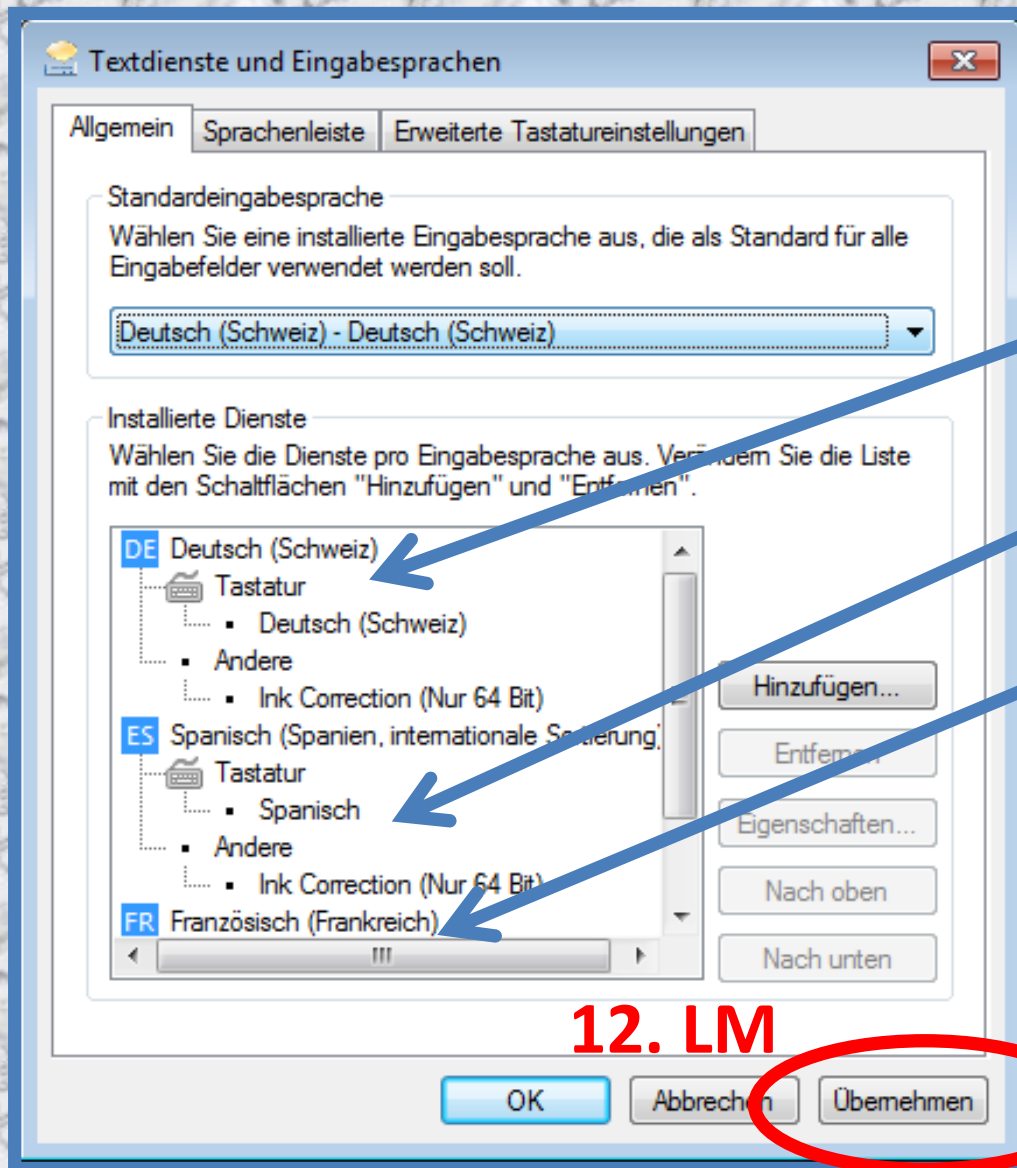 Textdienste und Eingabesprachen
Allgemein
Sprachenleiste
Erweiterte Tastatureinstellungen
Standardeingabesprache
Wählen Sie eine installierte Eingabesprache aus, die als Standard für alle
Eingabefelder verwendet werden soll.
Deutsch (Schweiz) - Deutsch (Schweiz)
Installierte Dienste
Wählen Sie die Dienste pro Eingabesprache aus. Verändern Sie die Liste
mit den Schaltflächen "Hinzufügen" und "Entfernen".
DE Deutsch (Schweiz)
Tastatur
Deutsch (Schweiz)
Andere
Ink Correction (Nur 64 Bit)
ES Spanisch (Spanien, internationale Sortierung)
Tastatur
Spanisch
Andere
Ink Correction (Nur 64 Bit)
FR Französisch (Frankreich)
Hinzufügen...
Entfernen
Eigenschaften...
Nach oben
Nach unten
12. LM
OK
Abbrechen
Übernehmen